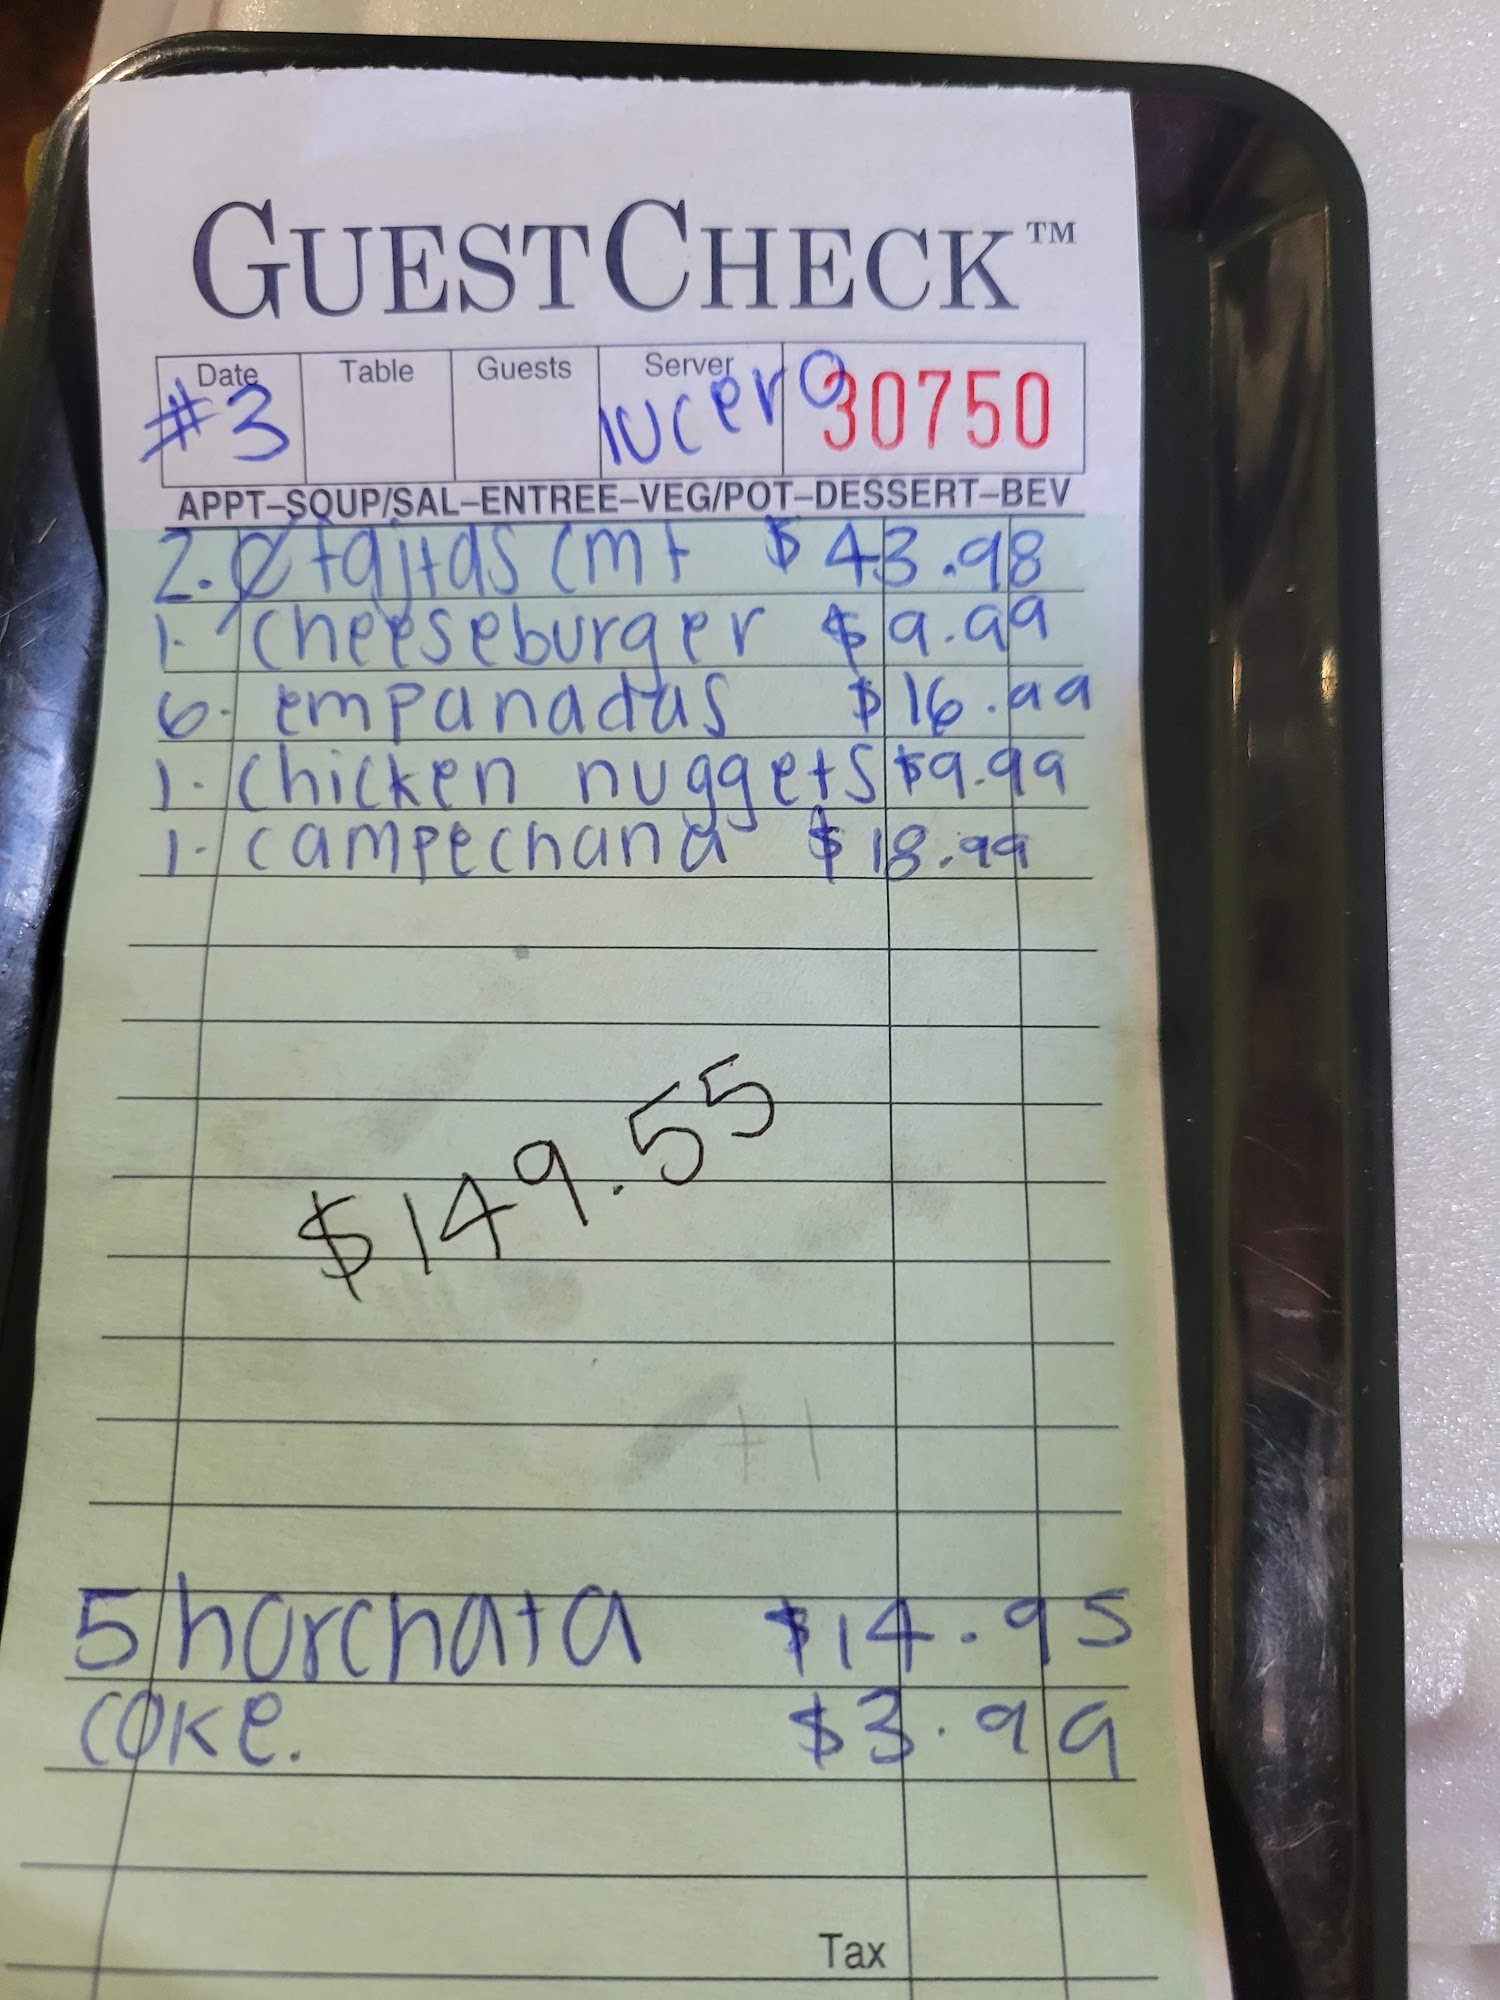 GUESTCHECK™
Date Table Guests Server
#3 lucero 30750
APPT–SOUP/SAL–ENTREE–VEG/POT–DESSERT–BEV
2. fajitas $43.98
1. cheeseburger $9.99
6. empanadas $16.99
1. chicken nuggets $9.99
1. campechana $18.99
$149.55
+1
5 horchata $14.95
coke. $3.99
Tax